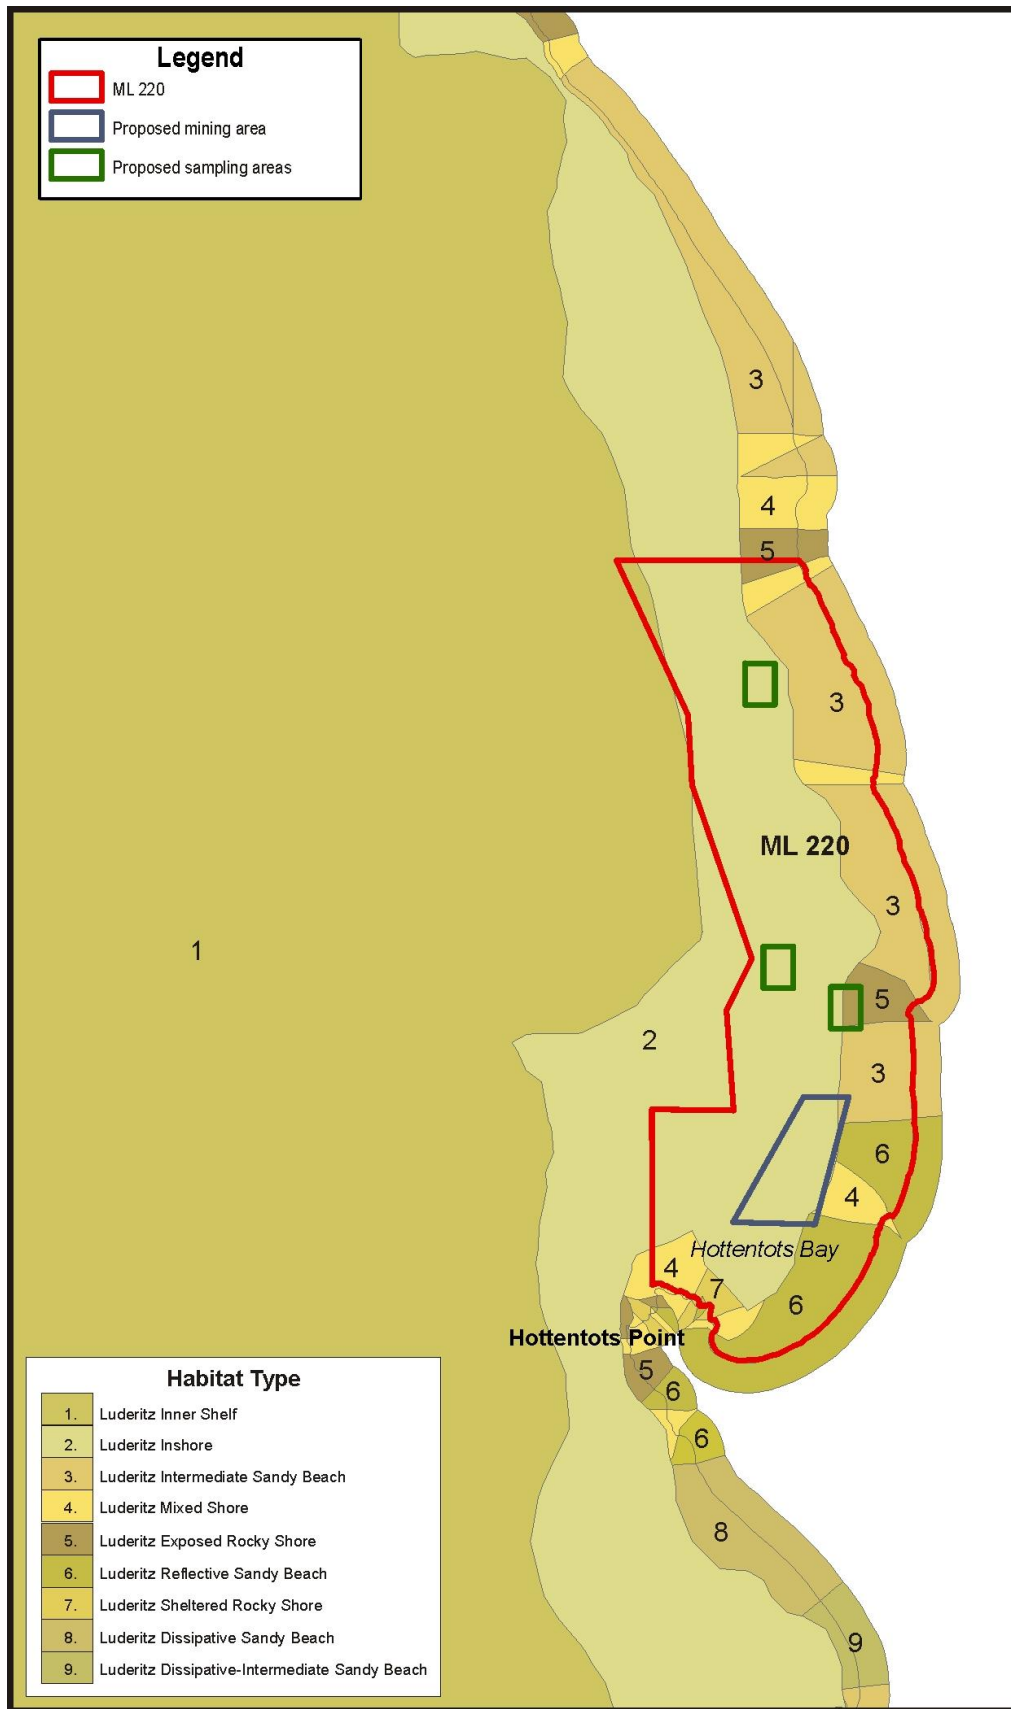 Legend
ML 220
Proposed mining area
Proposed sampling areas
3
4
5
3
ML 220
3
1
5
2
3
6
4
Hottentots Bay
4
7
6
Hottentots Point
5
6
6
8
9
Habitat Type
1. Luderitz Inner Shelf
2. Luderitz Inshore
3. Luderitz Intermediate Sandy Beach
4. Luderitz Mixed Shore
5. Luderitz Exposed Rocky Shore
6. Luderitz Reflective Sandy Beach
7. Luderitz Sheltered Rocky Shore
8. Luderitz Dissipative Sandy Beach
9. Luderitz Dissipative-Intermediate Sandy Beach